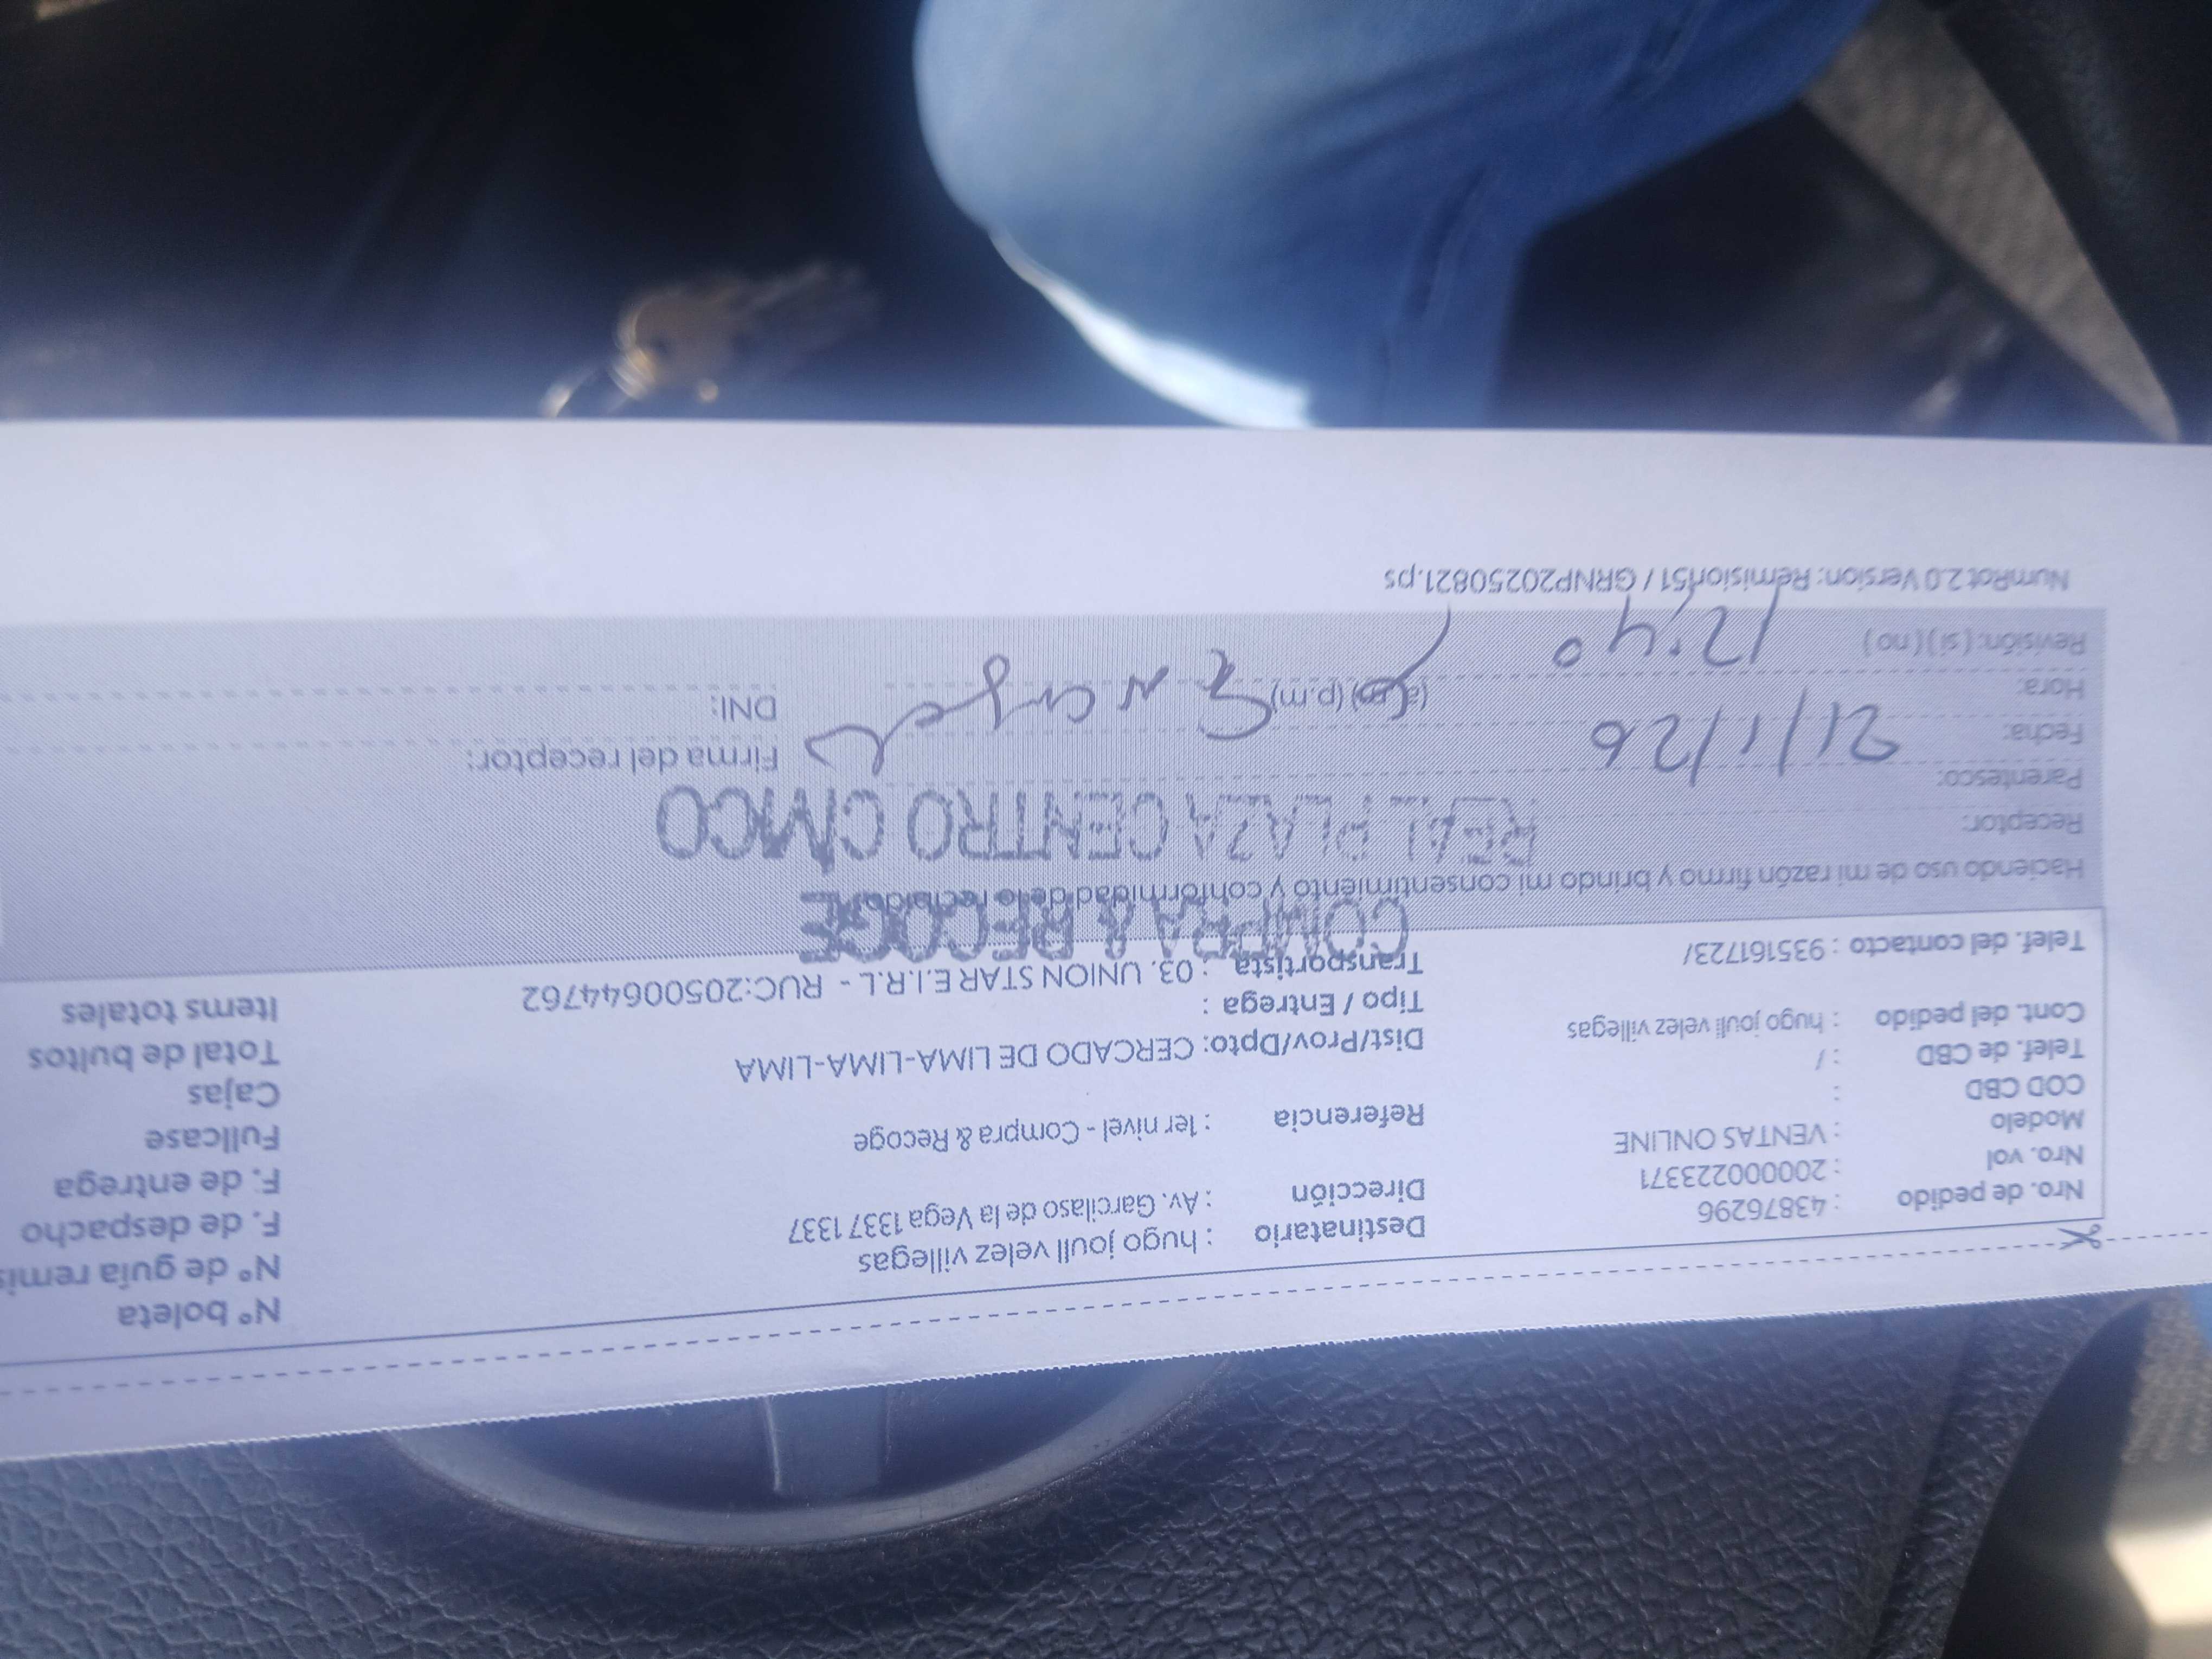 Nro. de pedido : 43876296
Nro. vol : 20000223371
Modelo : VENTAS ONLINE
COD CBD :
Telef. de CBD : /
Cont. del pedido : hugo joull velez villegas
Telef. del contacto : 935161723/
Destinatario : hugo joull velez villegas
Dirección : Av. Garcilaso de la Vega 1337 1337
Referencia : 1er nivel - Compra & Recoge
Dist/Prov/Dpto: CERCADO DE LIMA-LIMA-LIMA
Tipo / Entrega :
Transportista : 03. UNION STAR E.I.R.L - RUC:20500644762
N° boleta
N° de guía remis
F. de despacho
F. de entrega
Fullcase
Cajas
Total de bultos
Items totales
COMPRA & RECOGE
Haciendo uso de mi razón firmo y brindo mi consentimiento y conformidad de lo recibido.
REAL PLAZA CENTRO CIVICO
Receptor:
Parentesco:
Fecha: 21/1/26
Hora: 12:40 (a.m) (p.m)
Revisión: ( si ) ( no )
Firma del receptor:
DNI:
NumRot 2.0 Version: Remision51 / GRNP20250821.ps